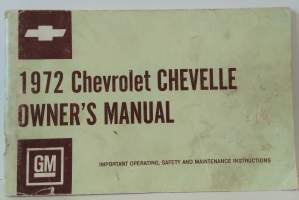 1972 Chevrolet CHEVELLE
OWNER'S MANUAL
GM
IMPORTANT OPERATING, SAFETY AND MAINTENANCE INSTRUCTIONS